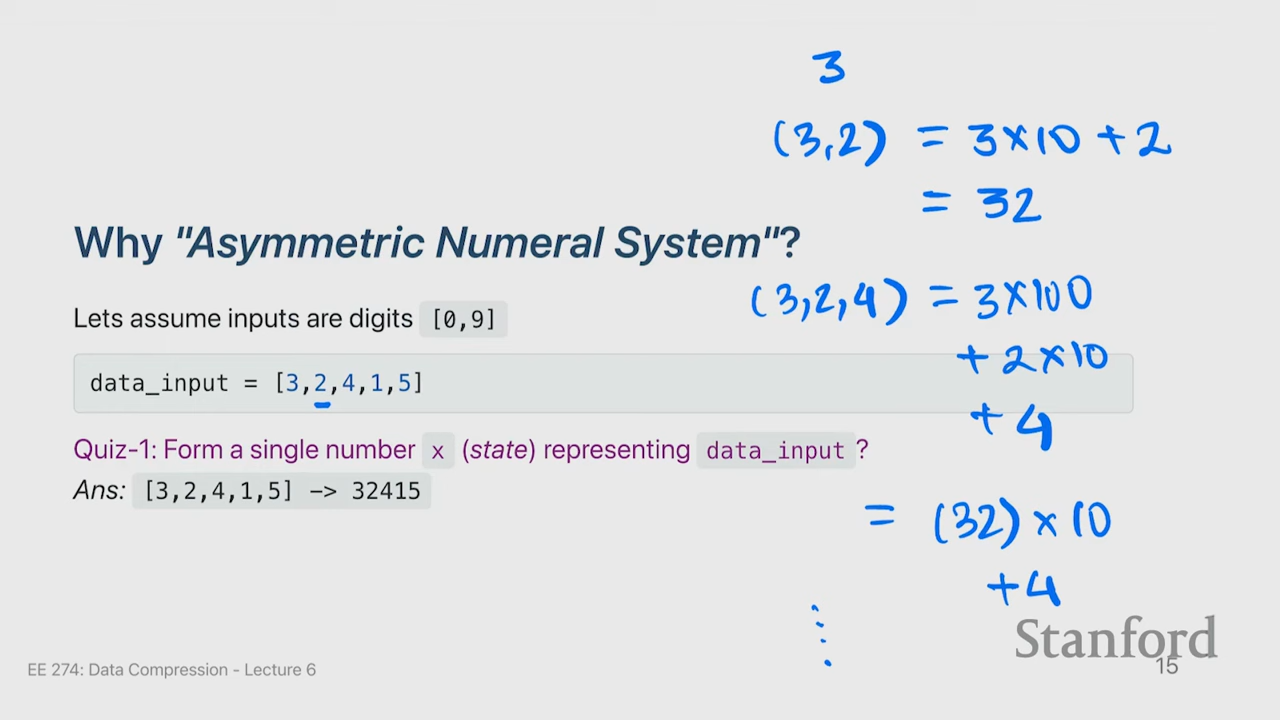 3
(3,2) = 3×10 + 2
= 32
Why "Asymmetric Numeral System"?
(3,2,4) = 3×100
+ 2×10
+ 4
Lets assume inputs are digits [0,9]
data_input = [3,2,4,1,5]
Quiz-1: Form a single number x (state) representing data_input ?
Ans: [3,2,4,1,5] -> 32415
= (32) × 10
+4
Stanford
EE 274: Data Compression - Lecture 6
15